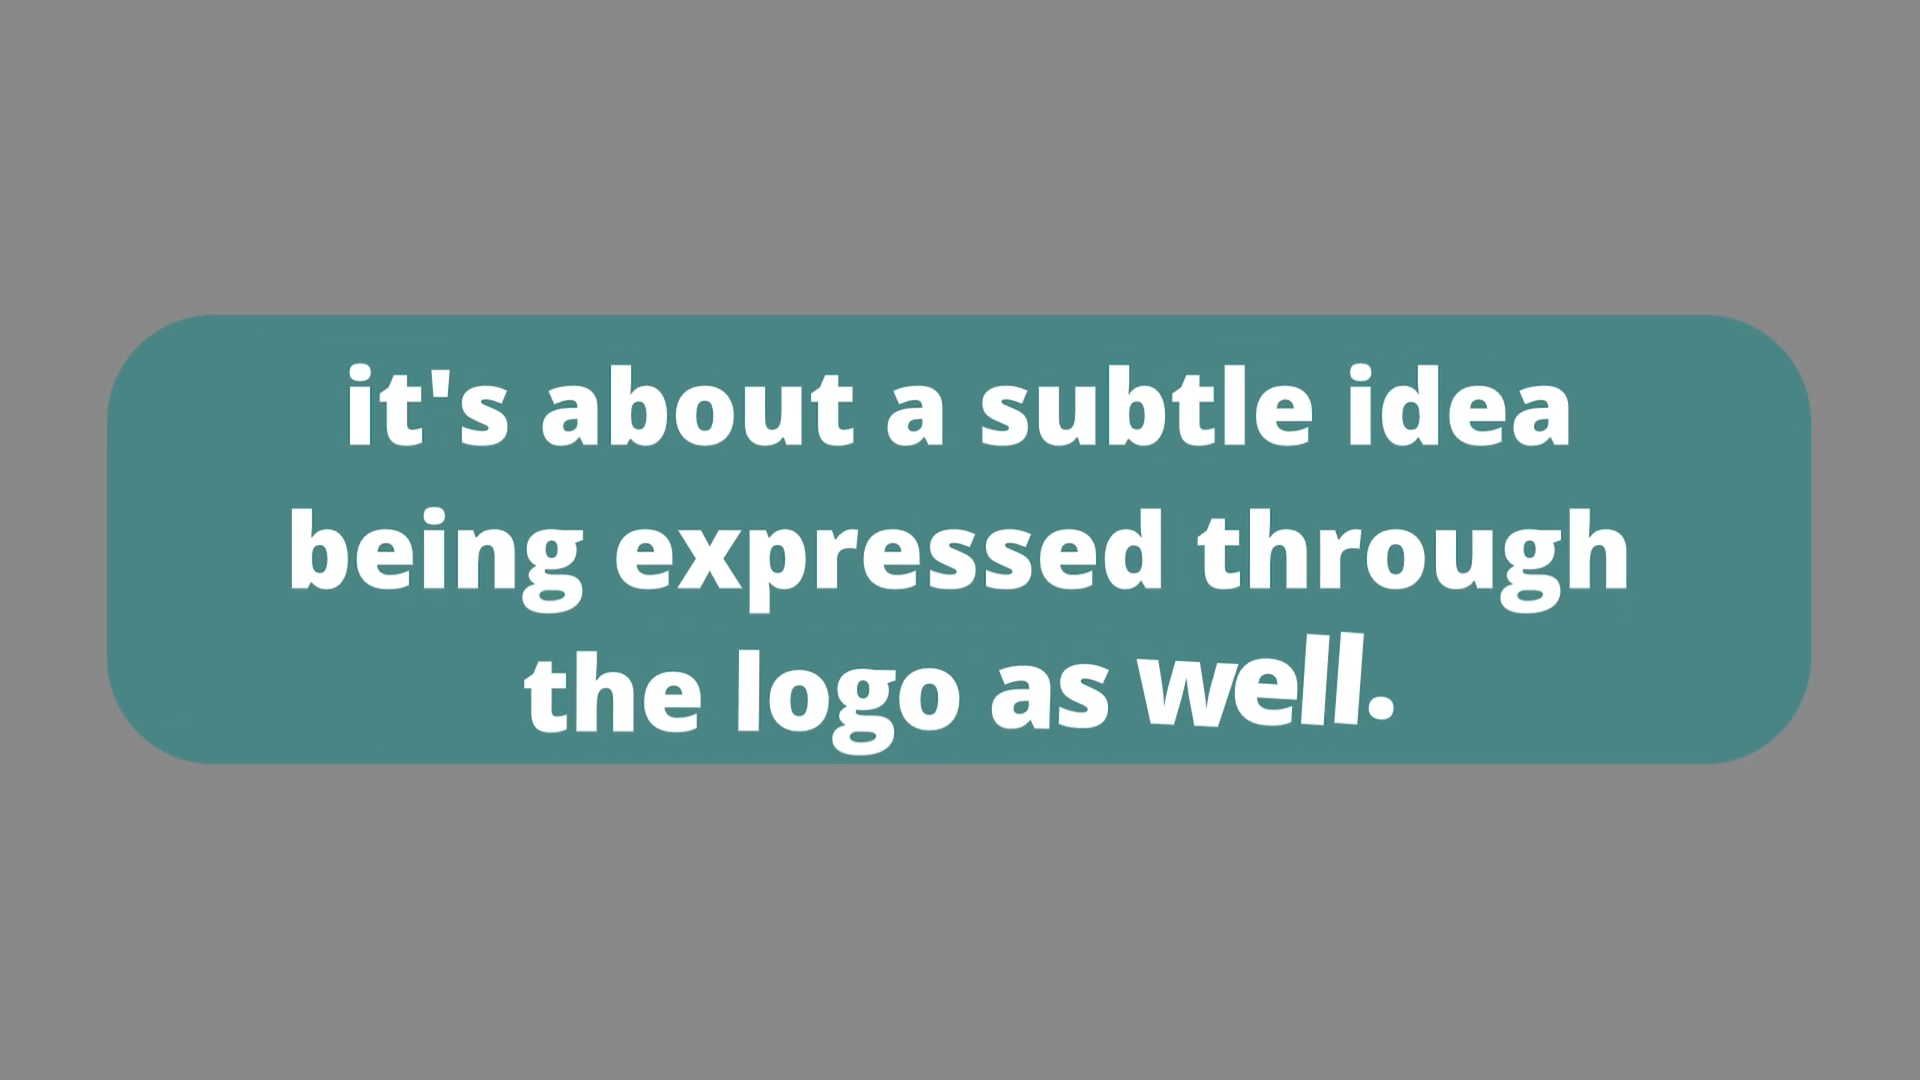 it's about a subtle idea
being expressed through
the logo as well.